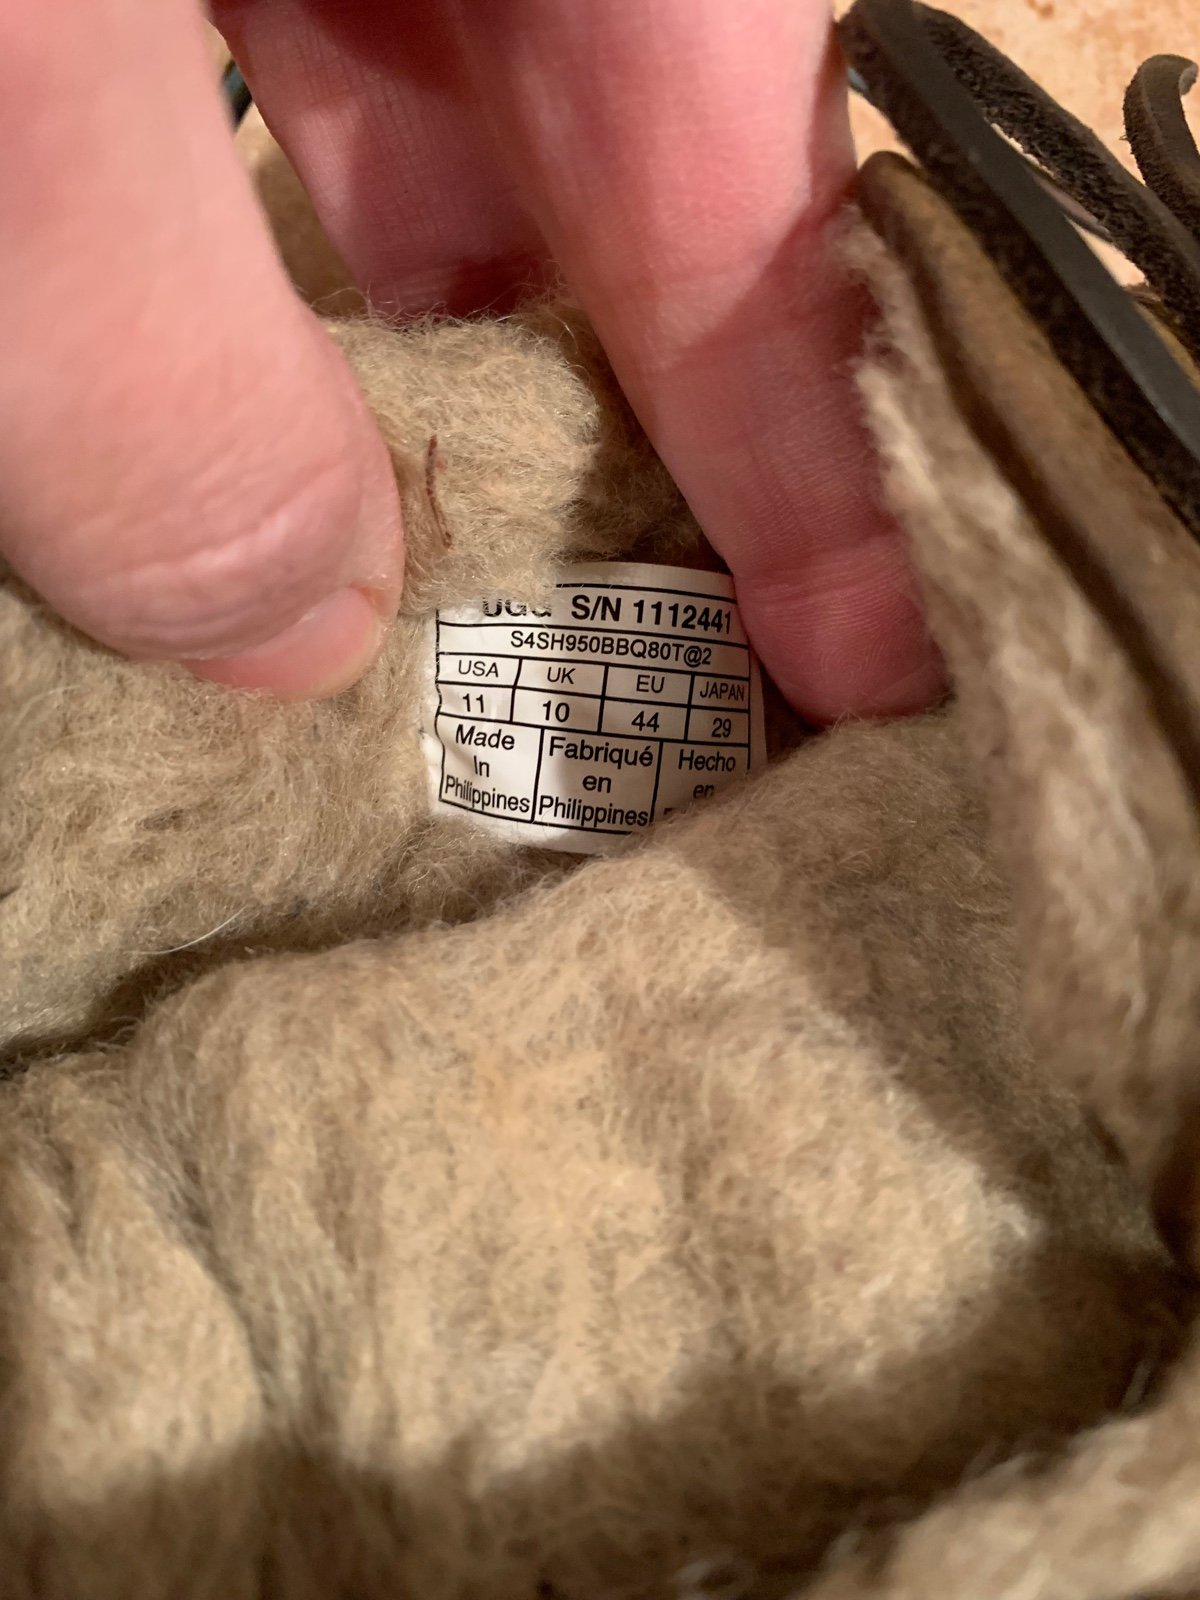 UGG S/N 1112441
S4SH950BBQ80T@2
USA UK EU JAPAN
11 10 44 29
Made Fabriqué Hecho
In en en
Philippines Philippines